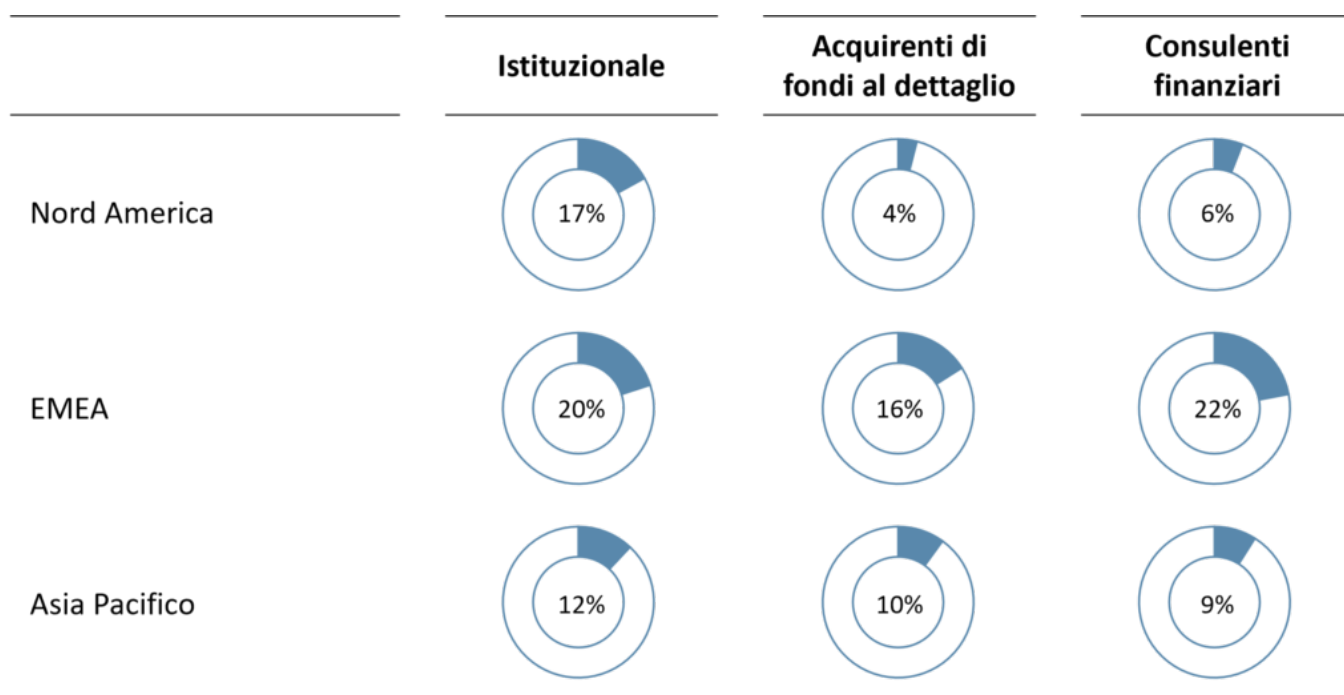 Istituzionale
Acquirenti di
fondi al dettaglio
Consulenti
finanziari
Nord America
17%
4%
6%
EMEA
20%
16%
22%
Asia Pacifico
12%
10%
9%